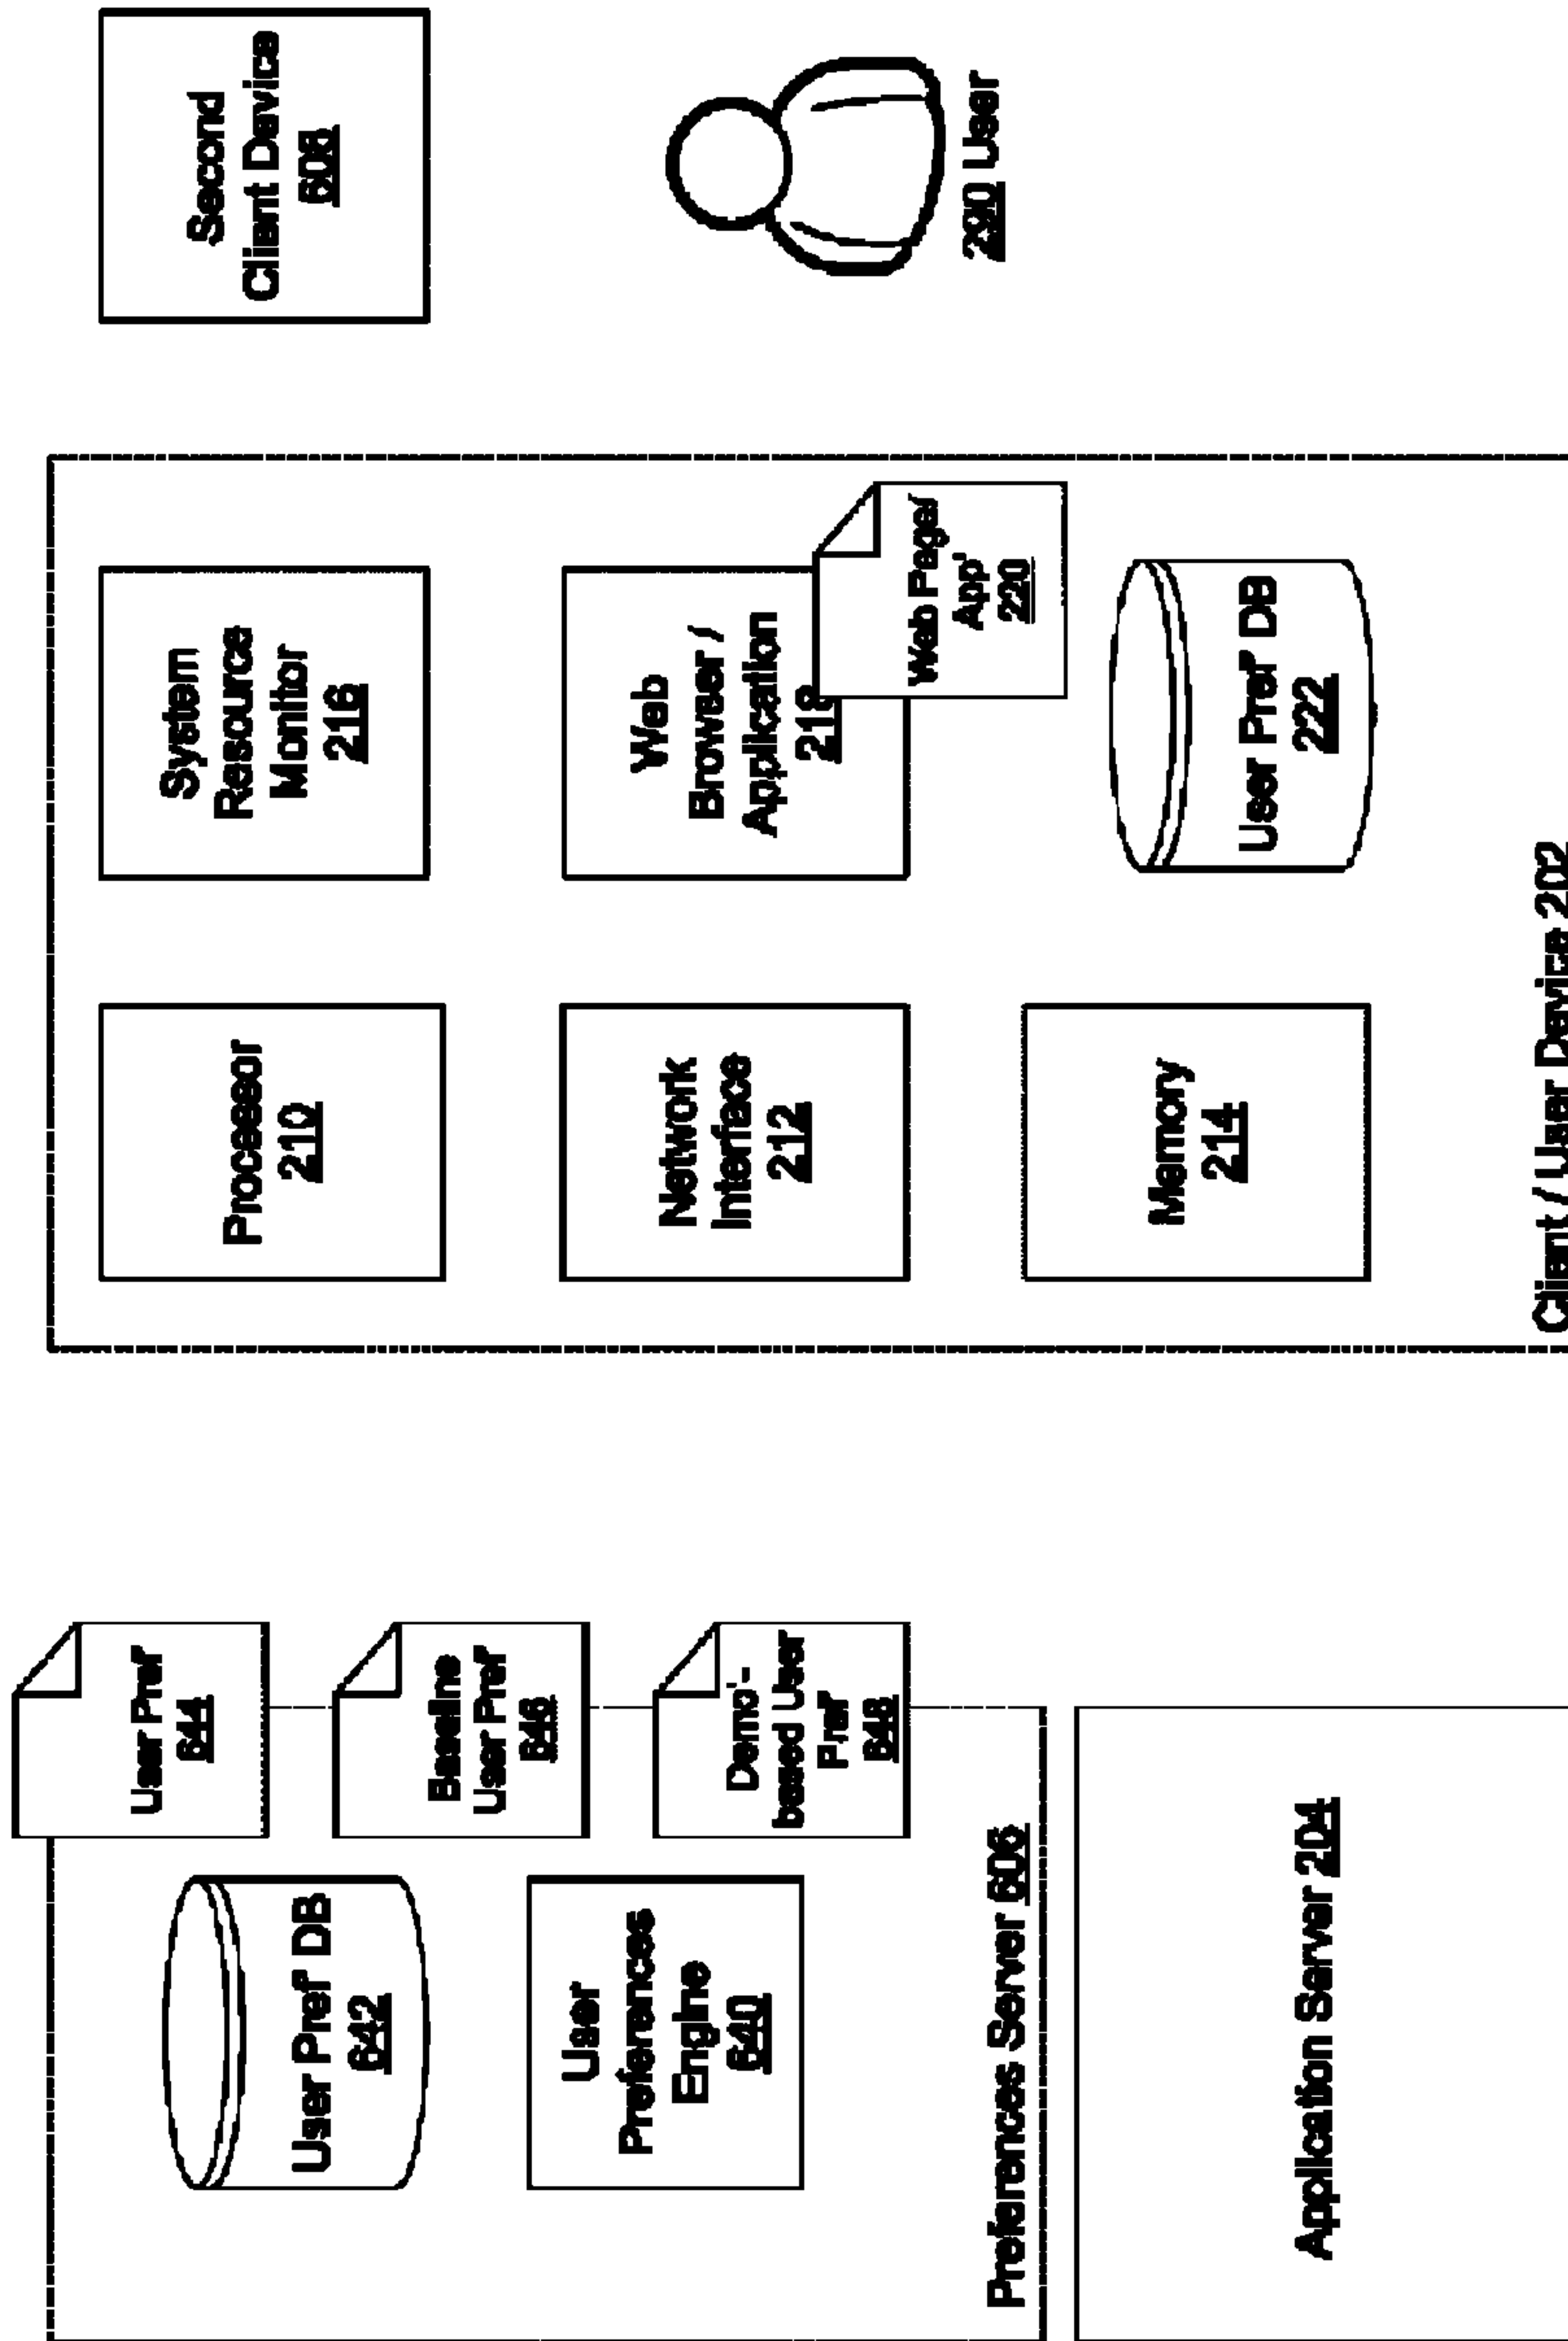 User Pref' DB
642
User Pref'
644
Baseline
User Pref'
646
Demo'-
based User
Pref'
648
User
Preferences
Engine
640
Preferences Server 606
Application Server 204
Processor
210
System
Resource
Monitor
216
Network
Interface
212
Web
Browser /
Application
218
Web Page/
App'
220
Memory
214
User Pref' DB
222
Client / User Device 202
Second
Client Device
608
User